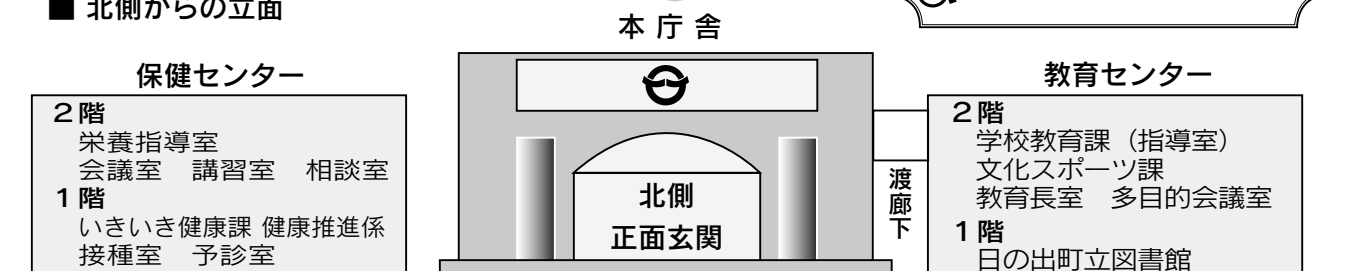 ■ 北側からの立面
本庁舎
保健センター
2階
栄養指導室
会議室　講習室　相談室
1階
いきいき健康課 健康推進係
接種室　予診室
北側
正面玄関
渡廊下
教育センター
2階
学校教育課（指導室）
文化スポーツ課
教育長室　多目的会議室
1階
日の出町立図書館